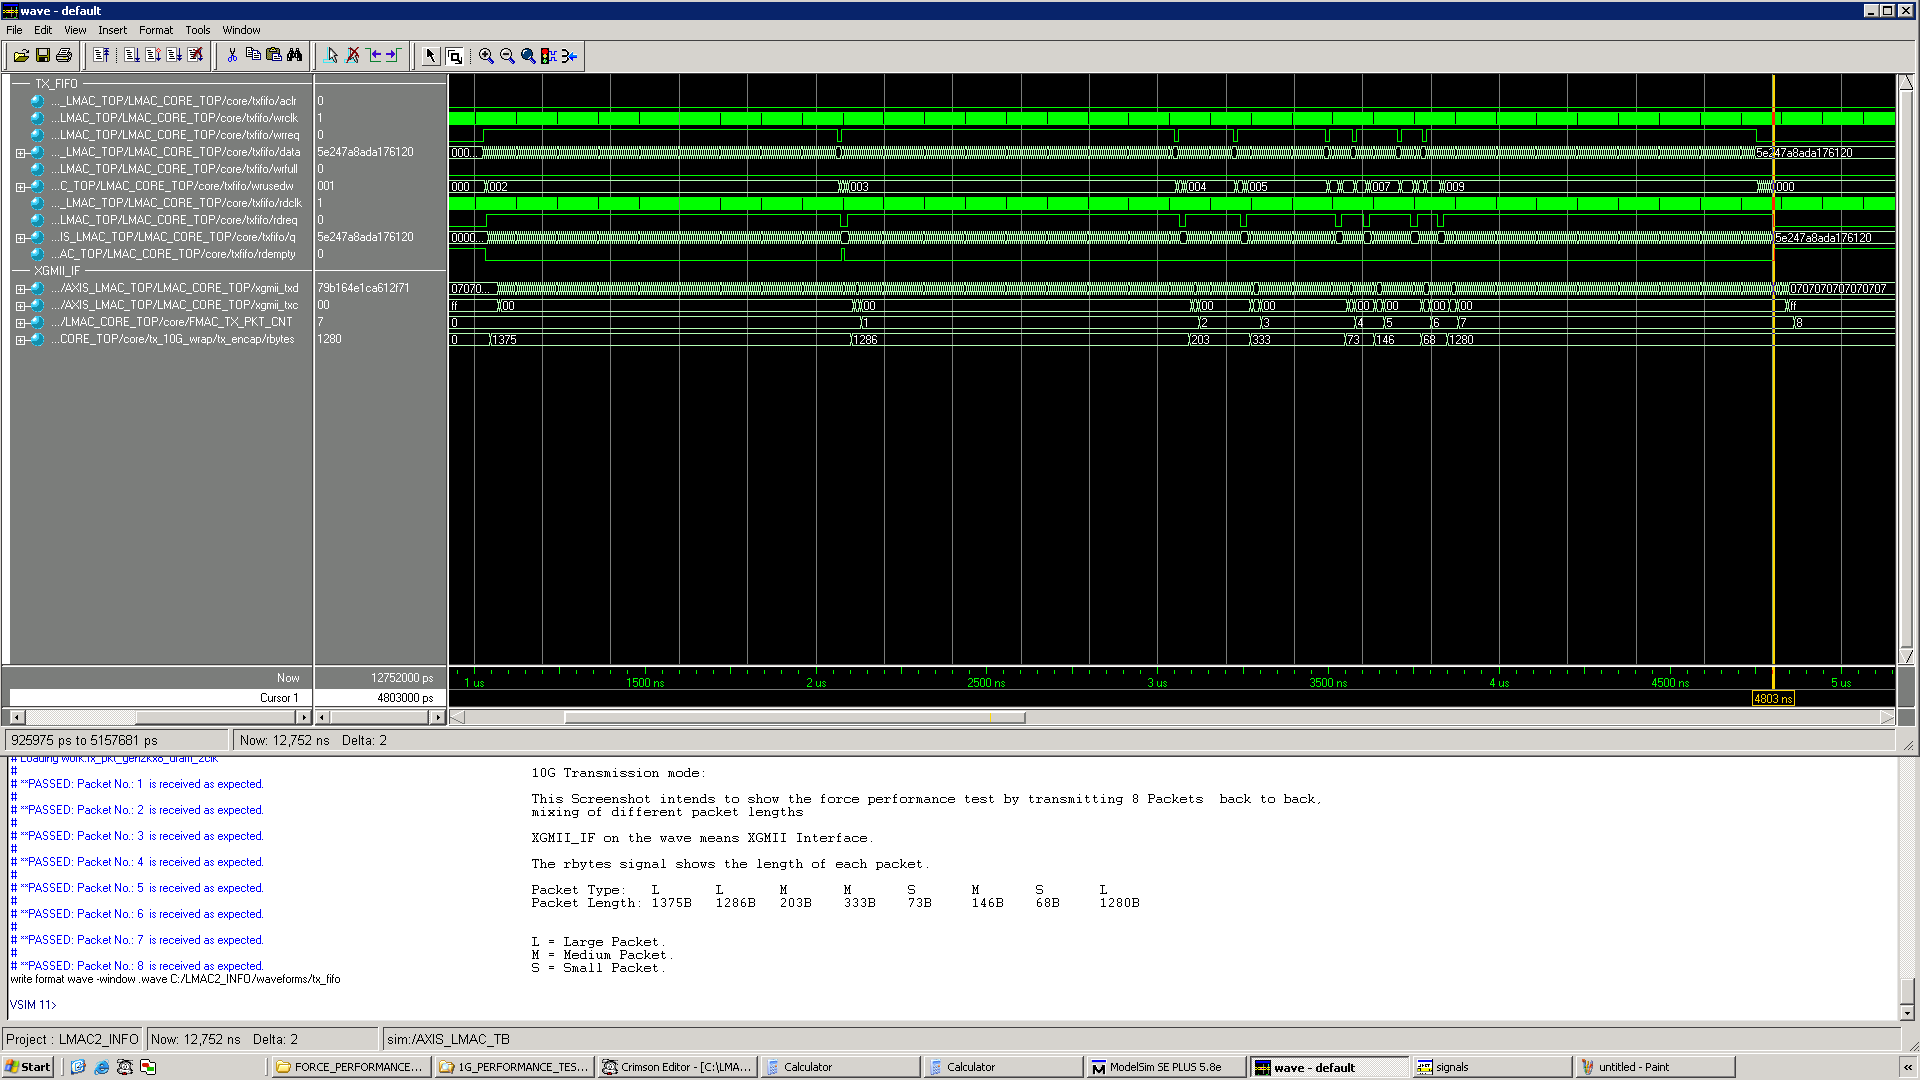 wave - default
File Edit View Insert Format Tools Window
TX_FIFO
..._LMAC_TOP/LMAC_CORE_TOP/core/txfifo/aclr 0
...LMAC_TOP/LMAC_CORE_TOP/core/txfifo/wrclk 1
...LMAC_TOP/LMAC_CORE_TOP/core/txfifo/wrreq 0
..._LMAC_TOP/LMAC_CORE_TOP/core/txfifo/data 5e247a8ada176120 000... 5e247a8ada176120
...LMAC_TOP/LMAC_CORE_TOP/core/txfifo/wrfull 0
...C_TOP/LMAC_CORE_TOP/core/txfifo/wrusedw 001 000 002 003 004 005 007 009 000
..._LMAC_TOP/LMAC_CORE_TOP/core/txfifo/rdclk 1
...LMAC_TOP/LMAC_CORE_TOP/core/txfifo/rdreq 0
...IS_LMAC_TOP/LMAC_CORE_TOP/core/txfifo/q 5e247a8ada176120 0000... 5e247a8ada176120
...AC_TOP/LMAC_CORE_TOP/core/txfifo/rdempty 0
XGMII_IF
.../AXIS_LMAC_TOP/LMAC_CORE_TOP/xgmii_txd 79b164e1ca612f71 07070... 0707070707070707
.../AXIS_LMAC_TOP/LMAC_CORE_TOP/xgmii_txc 00 ff 00 00 00 00 00 00 00 00 ff
.../LMAC_CORE_TOP/core/FMAC_TX_PKT_CNT 7 0 1 2 3 4 5 6 7 8
...CORE_TOP/core/tx_10G_wrap/tx_encap/rbytes 1280 0 1375 1286 203 333 73 146 68 1280
Now 12752000 ps 1 us 1500 ns 2 us 2500 ns 3 us 3500 ns 4 us 4500 ns 5 us
Cursor 1 4803000 ps 4803 ns
925975 ps to 5157681 ps Now: 12,752 ns Delta: 2
# Loading work.rx_pkt_gen2kx8_dram_2clk
#
# **PASSED: Packet No.: 1 is received as expected.
#
# **PASSED: Packet No.: 2 is received as expected.
#
# **PASSED: Packet No.: 3 is received as expected.
#
# **PASSED: Packet No.: 4 is received as expected.
#
# **PASSED: Packet No.: 5 is received as expected.
#
# **PASSED: Packet No.: 6 is received as expected.
#
# **PASSED: Packet No.: 7 is received as expected.
#
# **PASSED: Packet No.: 8 is received as expected.
write format wave -window .wave C:/LMAC2_INFO/waveforms/tx_fifo
VSIM 11>
10G Transmission mode:
This Screenshot intends to show the force performance test by transmitting 8 Packets back to back,
mixing of different packet lengths
XGMII_IF on the wave means XGMII Interface.
The rbytes signal shows the length of each packet.
Packet Type: L L M M S M S L
Packet Length: 1375B 1286B 203B 333B 73B 146B 68B 1280B
L = Large Packet.
M = Medium Packet.
S = Small Packet.
Project : LMAC2_INFO Now: 12,752 ns Delta: 2 sim:/AXIS_LMAC_TB
Start FORCE_PERFORMANCE... 1G_PERFORMANCE_TES... Crimson Editor - [C:\LMA... Calculator Calculator ModelSim SE PLUS 5.8e wave - default signals untitled - Paint «